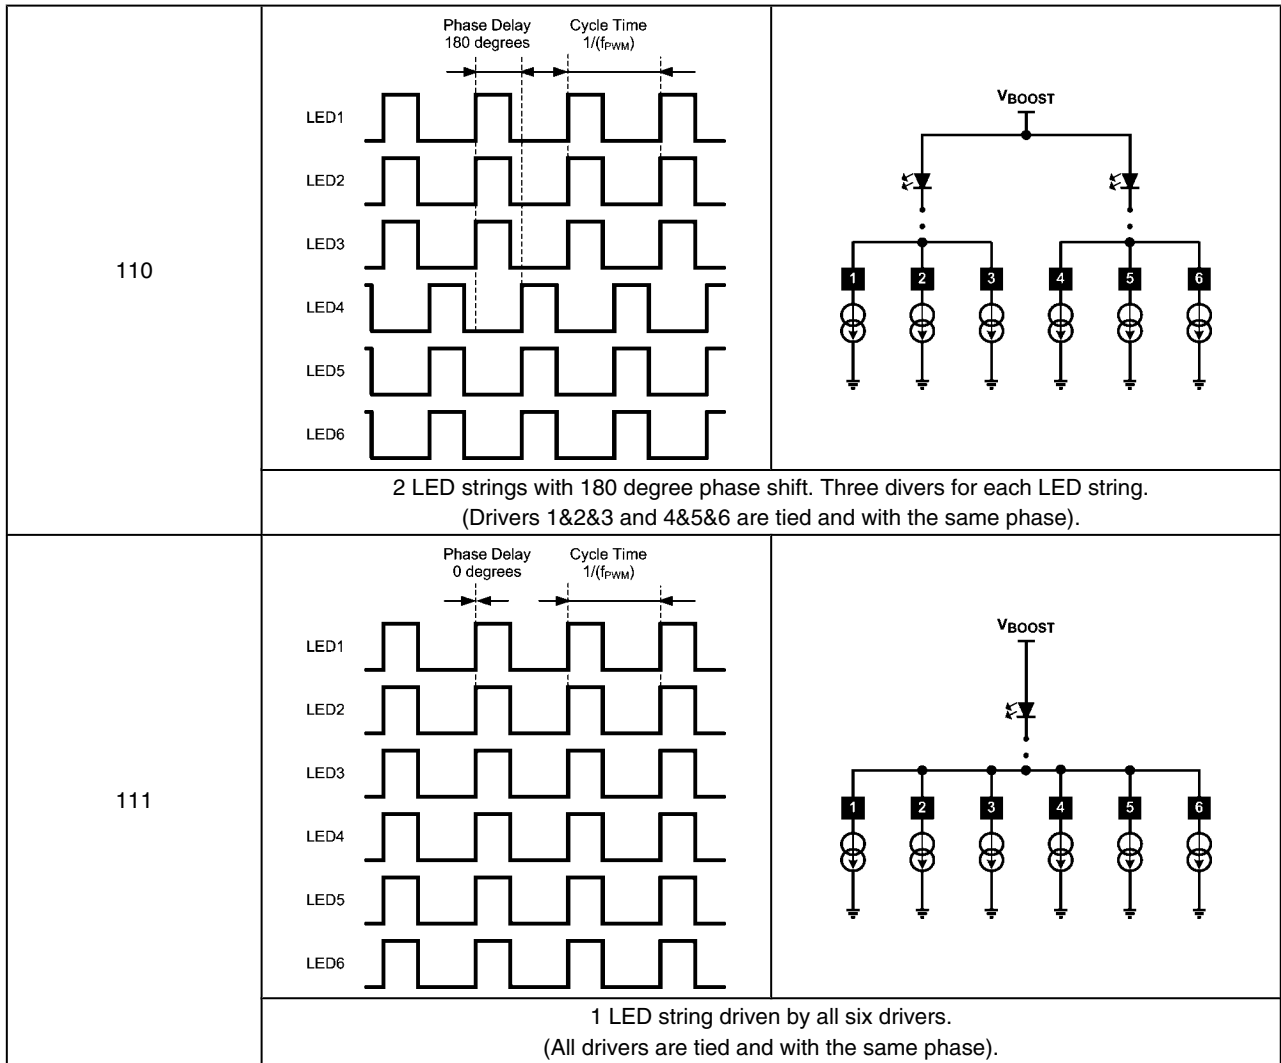 110
Phase Delay
180 degrees
Cycle Time
1/(fPWM)
LED1
LED2
LED3
LED4
LED5
LED6
VBOOST
1 2 3 4 5 6
2 LED strings with 180 degree phase shift. Three divers for each LED string.
(Drivers 1&2&3 and 4&5&6 are tied and with the same phase).
111
Phase Delay
0 degrees
Cycle Time
1/(fPWM)
LED1
LED2
LED3
LED4
LED5
LED6
VBOOST
1 2 3 4 5 6
1 LED string driven by all six drivers.
(All drivers are tied and with the same phase).